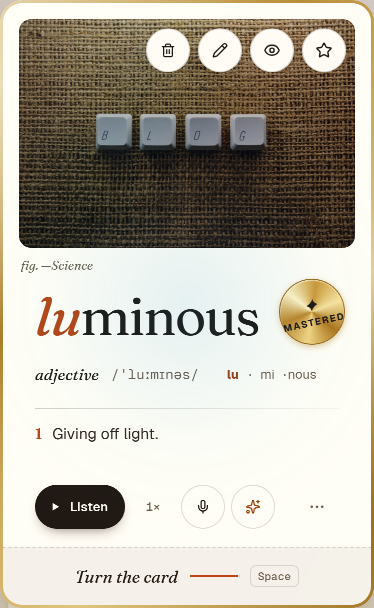 B L O G
fig. —Science
luminous
MASTERED
adjective /ˈluːmɪnəs/ lu · mi ·nous
1 Giving off light.
Listen 1×
Turn the card Space